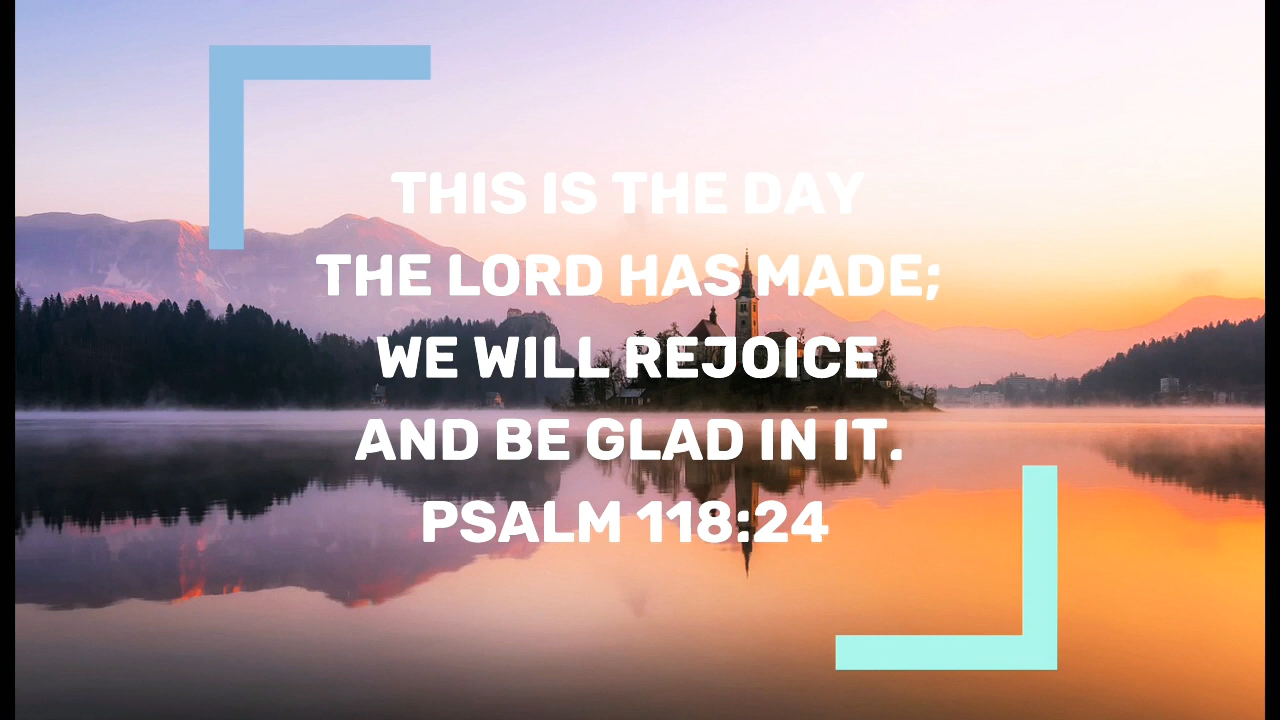 THIS IS THE DAY
THE LORD HAS MADE;
WE WILL REJOICE
AND BE GLAD IN IT.
PSALM 118:24